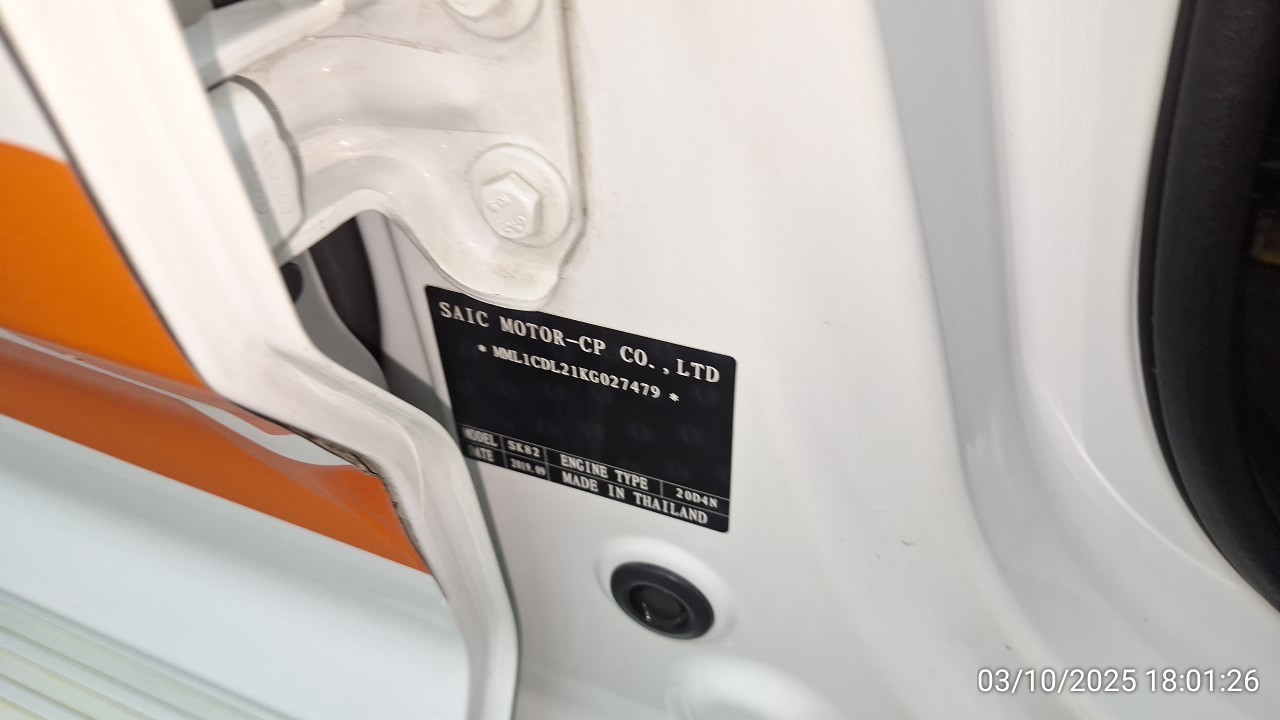 SAIC MOTOR-CP CO.,LTD
* MML1CDL21KG027479 *
MODEL SK82 ENGINE TYPE 20D4N
DATE 2019.09 MADE IN THAILAND
03/10/2025 18:01:26